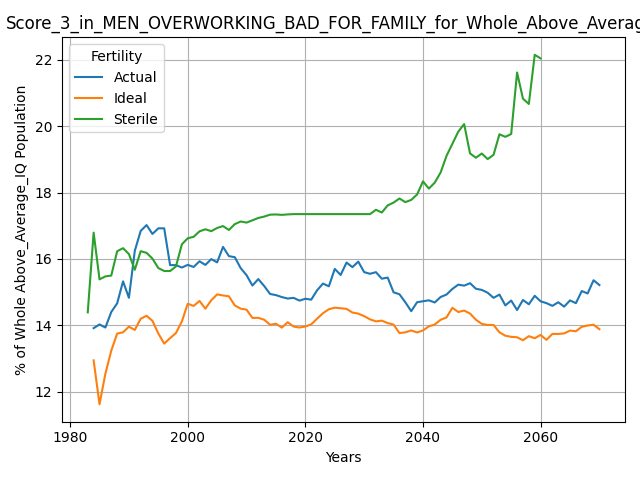 Score_3_in_MEN_OVERWORKING_BAD_FOR_FAMILY_for_Whole_Above_Averag
Fertility
Actual
Ideal
Sterile
% of Whole Above_Average_IQ Population
22
20
18
16
14
12
1980
2000
2020
2040
2060
Years